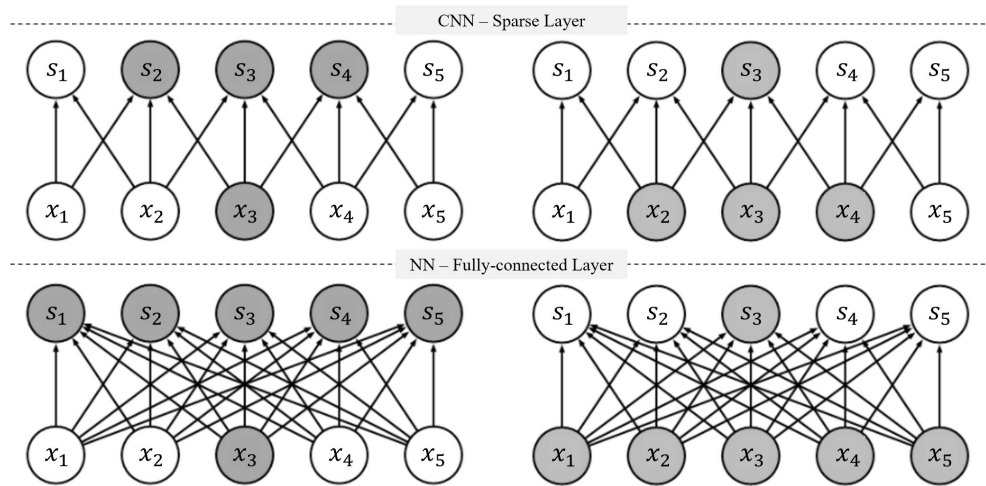 CNN – Sparse Layer
s₁ s₂ s₃ s₄ s₅ s₁ s₂ s₃ s₄ s₅
x₁ x₂ x₃ x₄ x₅ x₁ x₂ x₃ x₄ x₅
NN – Fully-connected Layer
s₁ s₂ s₃ s₄ s₅ s₁ s₂ s₃ s₄ s₅
x₁ x₂ x₃ x₄ x₅ x₁ x₂ x₃ x₄ x₅